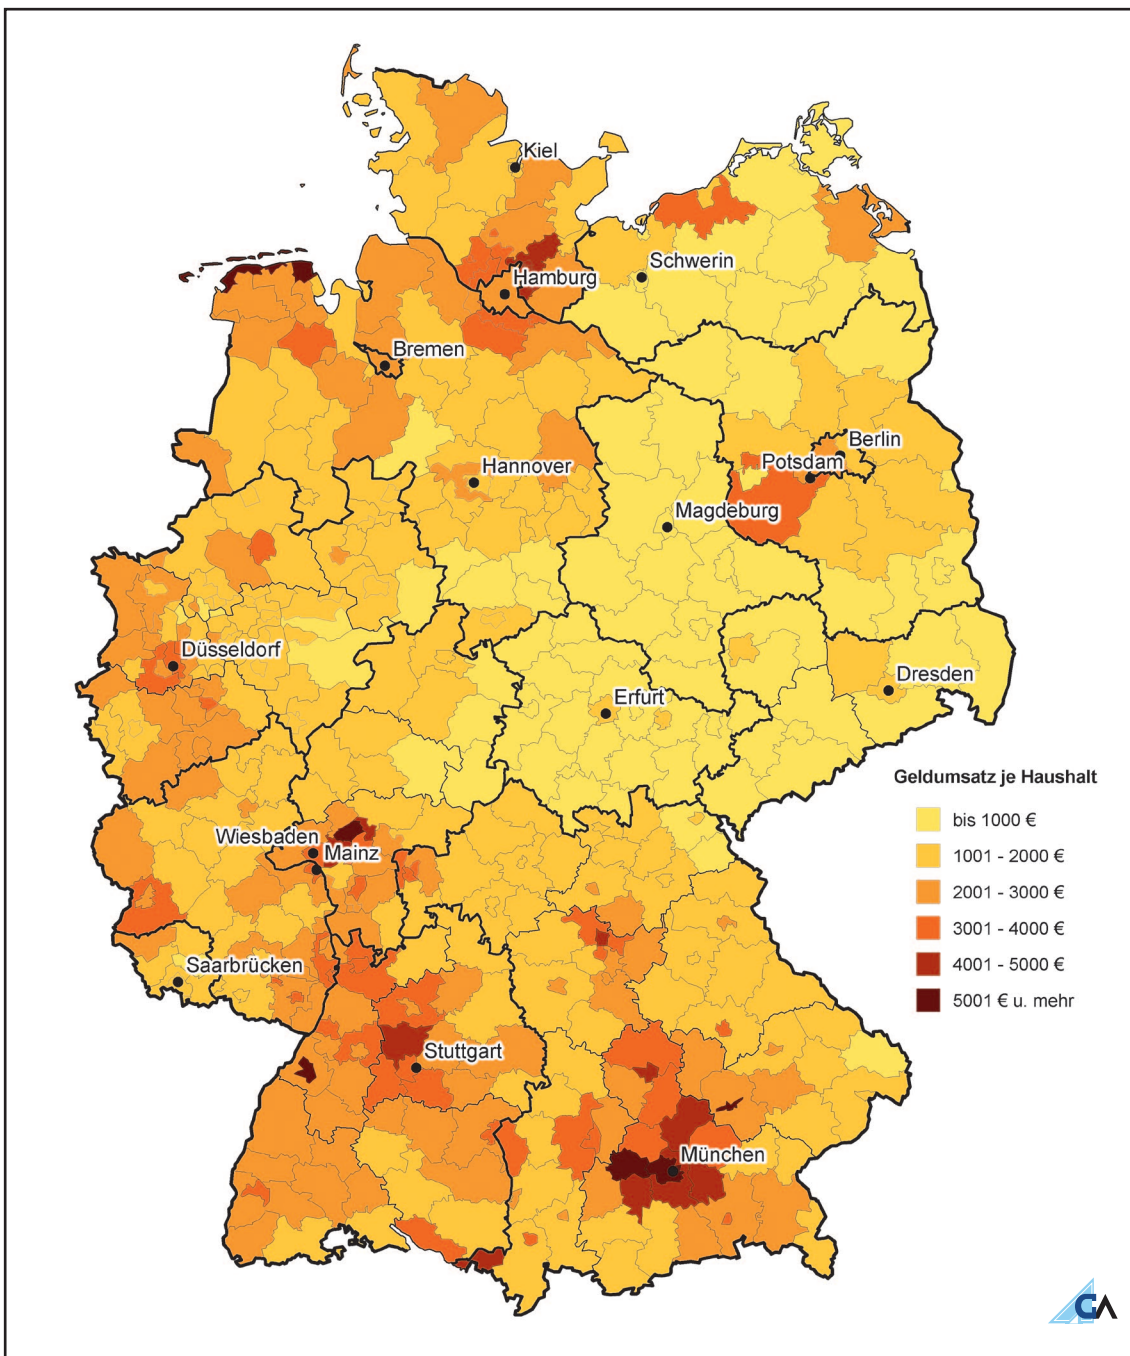 Kiel
Schwerin
Hamburg
Bremen
Berlin
Hannover
Potsdam
Magdeburg
Düsseldorf
Dresden
Erfurt
Geldumsatz je Haushalt
bis 1000 €
1001 - 2000 €
2001 - 3000 €
3001 - 4000 €
4001 - 5000 €
5001 € u. mehr
Wiesbaden
Mainz
Saarbrücken
Stuttgart
München
GA